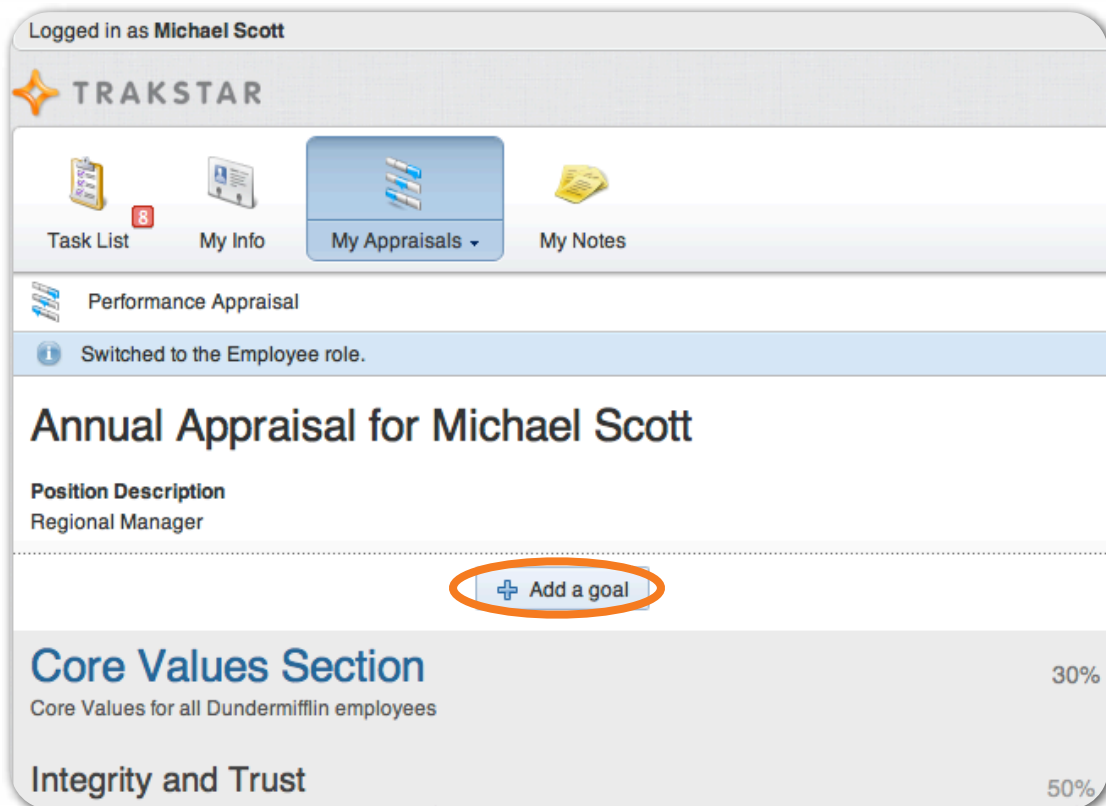 Logged in as Michael Scott
TRAKSTAR
8
Task List My Info My Appraisals My Notes
Performance Appraisal
Switched to the Employee role.
Annual Appraisal for Michael Scott
Position Description
Regional Manager
Add a goal
Core Values Section 30%
Core Values for all Dundermifflin employees
Integrity and Trust 50%